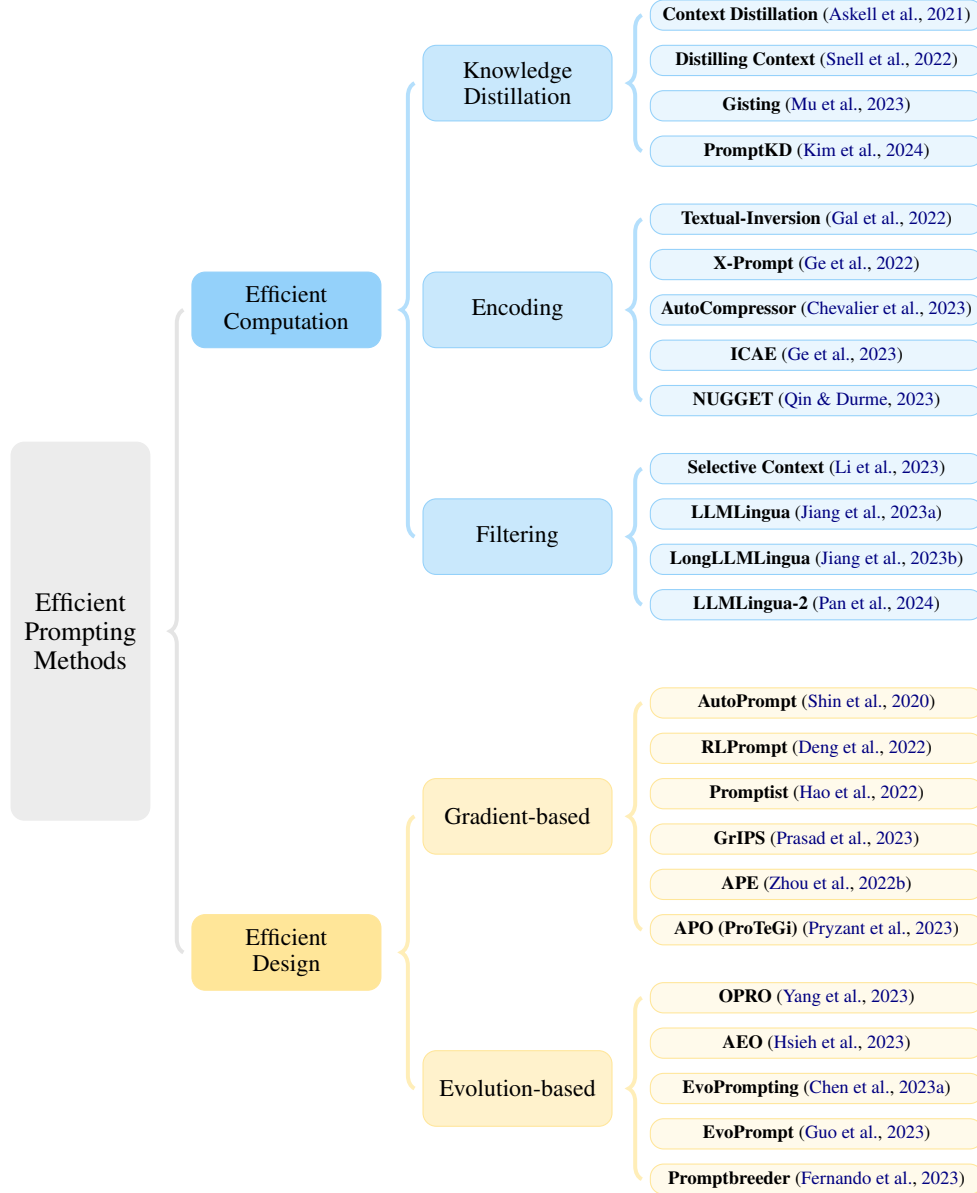 Efficient
Prompting
Methods
Efficient
Computation
Knowledge
Distillation
Context Distillation (Askell et al., 2021)
Distilling Context (Snell et al., 2022)
Gisting (Mu et al., 2023)
PromptKD (Kim et al., 2024)
Encoding
Textual-Inversion (Gal et al., 2022)
X-Prompt (Ge et al., 2022)
AutoCompressor (Chevalier et al., 2023)
ICAE (Ge et al., 2023)
NUGGET (Qin & Durme, 2023)
Filtering
Selective Context (Li et al., 2023)
LLMLingua (Jiang et al., 2023a)
LongLLMLingua (Jiang et al., 2023b)
LLMLingua-2 (Pan et al., 2024)
Efficient
Design
Gradient-based
AutoPrompt (Shin et al., 2020)
RLPrompt (Deng et al., 2022)
Promptist (Hao et al., 2022)
GrIPS (Prasad et al., 2023)
APE (Zhou et al., 2022b)
APO (ProTeGi) (Pryzant et al., 2023)
Evolution-based
OPRO (Yang et al., 2023)
AEO (Hsieh et al., 2023)
EvoPrompting (Chen et al., 2023a)
EvoPrompt (Guo et al., 2023)
Promptbreeder (Fernando et al., 2023)